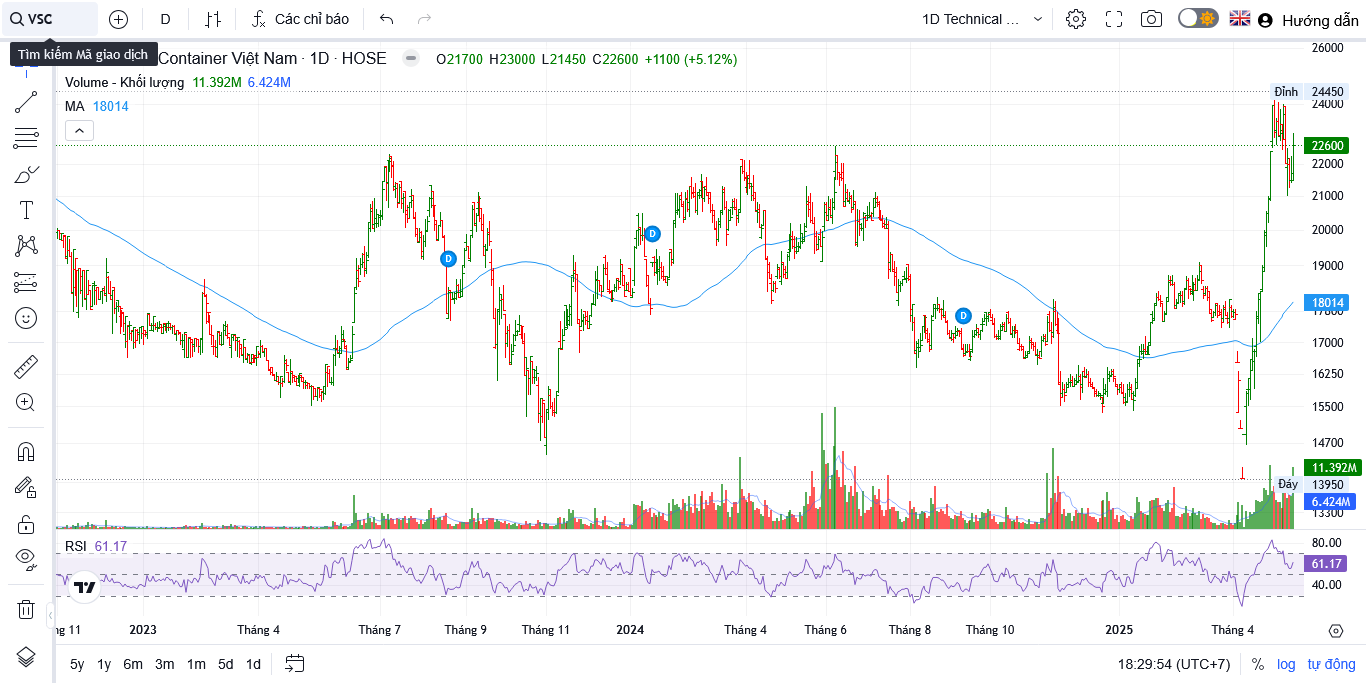 VSC
D
Các chỉ báo
1D Technical ...
Hướng dẫn
Tìm kiếm Mã giao dịch
Container Việt Nam · 1D · HOSE
O21700 H23000 L21450 C22600 +1100 (+5.12%)
Volume - Khối lượng 11.392M 6.424M
MA 18014
26000
Đỉnh 24450
24000
22600
22000
21000
20000
19000
18014
18000
17000
16250
15500
14700
11.392M
Đáy 13950
6.424M
13300
D
D
D
RSI 61.17
80.00
61.17
40.00
ng 11 2023 Tháng 4 Tháng 7 Tháng 9 Tháng 11 2024 Tháng 4 Tháng 6 Tháng 8 Tháng 10 2025 Tháng 4
5y 1y 6m 3m 1m 5d 1d
18:29:54 (UTC+7) % log tự động